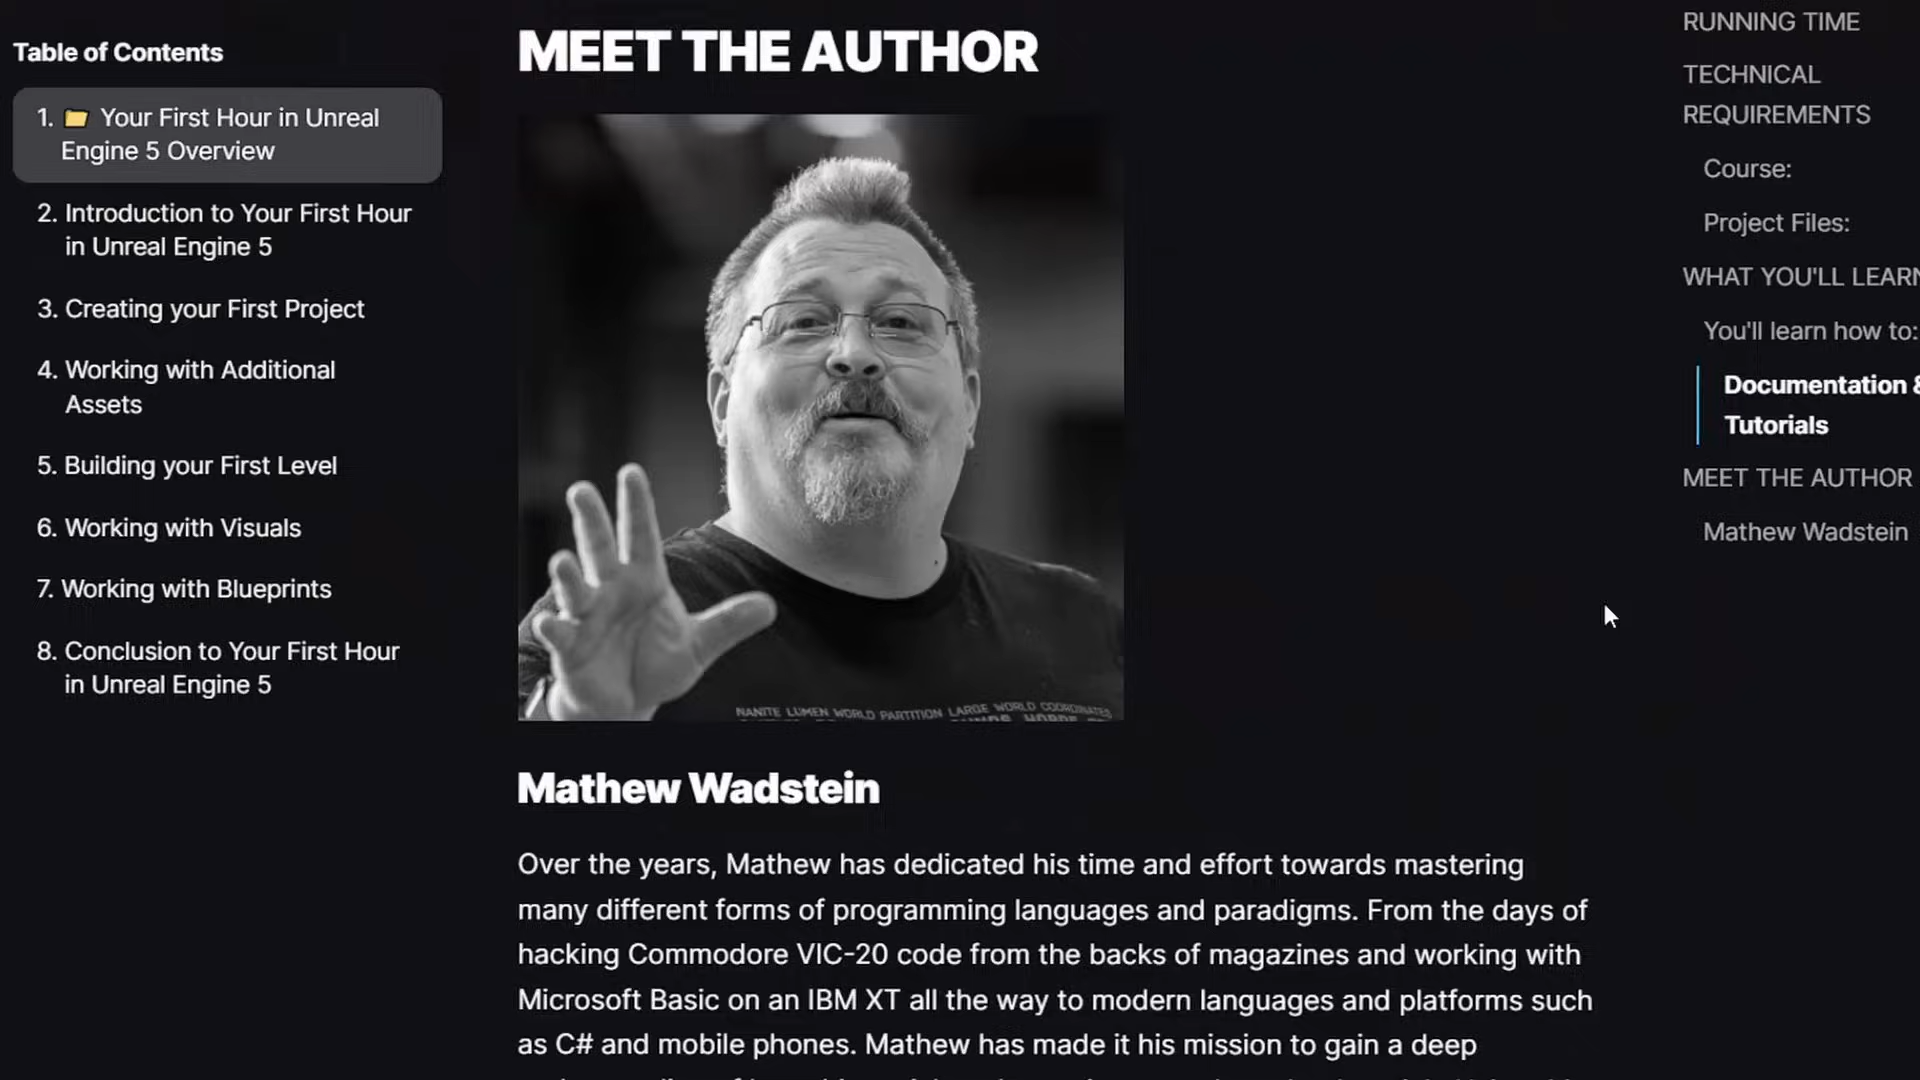 Table of Contents
1. Your First Hour in Unreal
Engine 5 Overview
2. Introduction to Your First Hour
in Unreal Engine 5
3. Creating your First Project
4. Working with Additional
Assets
5. Building your First Level
6. Working with Visuals
7. Working with Blueprints
8. Conclusion to Your First Hour
in Unreal Engine 5
MEET THE AUTHOR
NANITE LUMEN WORLD PARTITION LARGE WORLD COORDINATES
Mathew Wadstein
Over the years, Mathew has dedicated his time and effort towards mastering
many different forms of programming languages and paradigms. From the days of
hacking Commodore VIC-20 code from the backs of magazines and working with
Microsoft Basic on an IBM XT all the way to modern languages and platforms such
as C# and mobile phones. Mathew has made it his mission to gain a deep
RUNNING TIME
TECHNICAL
REQUIREMENTS
Course:
Project Files:
WHAT YOU'LL LEARN
You'll learn how to:
Documentation &
Tutorials
MEET THE AUTHOR
Mathew Wadstein